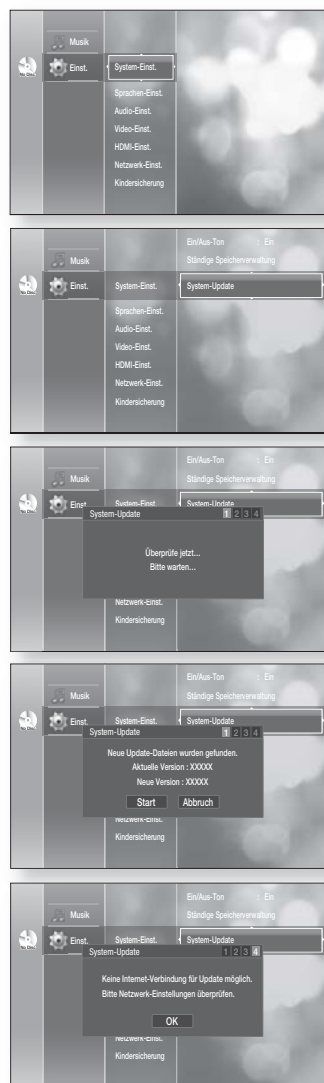 Musik
No Disc
Einst.
System-Einst.
Sprachen-Einst.
Audio-Einst.
Video-Einst.
HDMI-Einst.
Netzwerk-Einst.
Kindersicherung
Ein/Aus-Ton : Ein
Musik
Ständige Speicherverwaltung
No Disc
Einst.
System-Einst.
System-Update
Sprachen-Einst.
Audio-Einst.
Video-Einst.
HDMI-Einst.
Netzwerk-Einst.
Kindersicherung
Ein/Aus-Ton : Ein
Musik
Ständige Speicherverwaltung
No Disc
Einst.
System-Einst.
System-Update
System-Update 1 2 3 4
Überprüfe jetzt...
Bitte warten...
Netzwerk-Einst.
Kindersicherung
Ein/Aus-Ton : Ein
Musik
Ständige Speicherverwaltung
No Disc
Einst.
System-Einst.
System-Update
System-Update 1 2 3 4
Neue Update-Dateien wurden gefunden.
Aktuelle Version : XXXXX
Neue Version : XXXXX
Start Abbruch
Netzwerk-Einst.
Kindersicherung
Ein/Aus-Ton : Ein
Musik
Ständige Speicherverwaltung
No Disc
Einst.
System-Einst.
System-Update
System-Update 1 2 3 4
Keine Internet-Verbindung für Update möglich.
Bitte Netzwerk-Einstellungen überprüfen.
OK
Netzwerk-Einst.
Kindersicherung